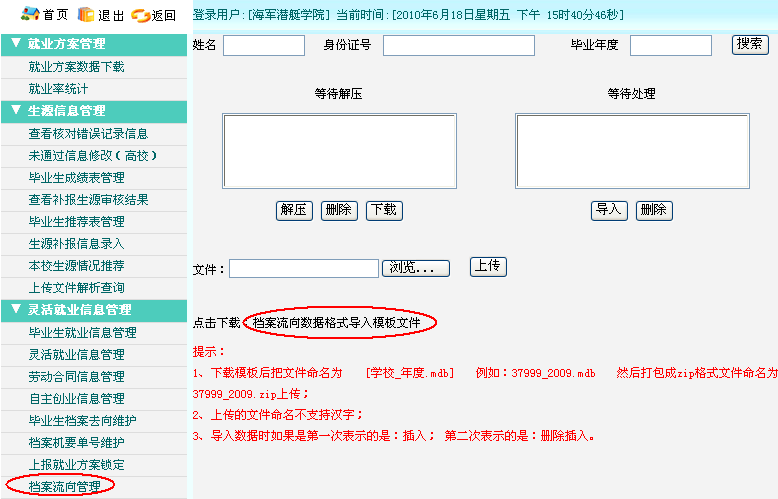 首页 退出 返回
登录用户:[海军潜艇学院] 当前时间:[2010年6月18日星期五 下午 15时40分46秒]
▼ 就业方案管理
就业方案数据下载
就业率统计
▼ 生源信息管理
查看核对错误记录信息
未通过信息修改（高校）
毕业生成绩表管理
查看补报生源审核结果
毕业生推荐表管理
生源补报信息录入
本校生源情况推荐
上传文件解析查询
▼ 灵活就业信息管理
毕业生就业信息管理
灵活就业信息管理
劳动合同信息管理
自主创业信息管理
毕业生档案去向维护
档案机要单号维护
上报就业方案锁定
档案流向管理
姓名 身份证号 毕业年度 搜索
等待解压 等待处理
解压 删除 下载 导入 删除
文件： 浏览... 上传
点击下载 档案流向数据格式导入模板文件
提示：
1、下载模板后把文件命名为 [学校_年度.mdb] 例如：37999_2009.mdb 然后打包成zip格式文件命名为
37999_2009.zip上传；
2、上传的文件命名不支持汉字；
3、导入数据时如果是第一次表示的是：插入； 第二次表示的是：删除插入。